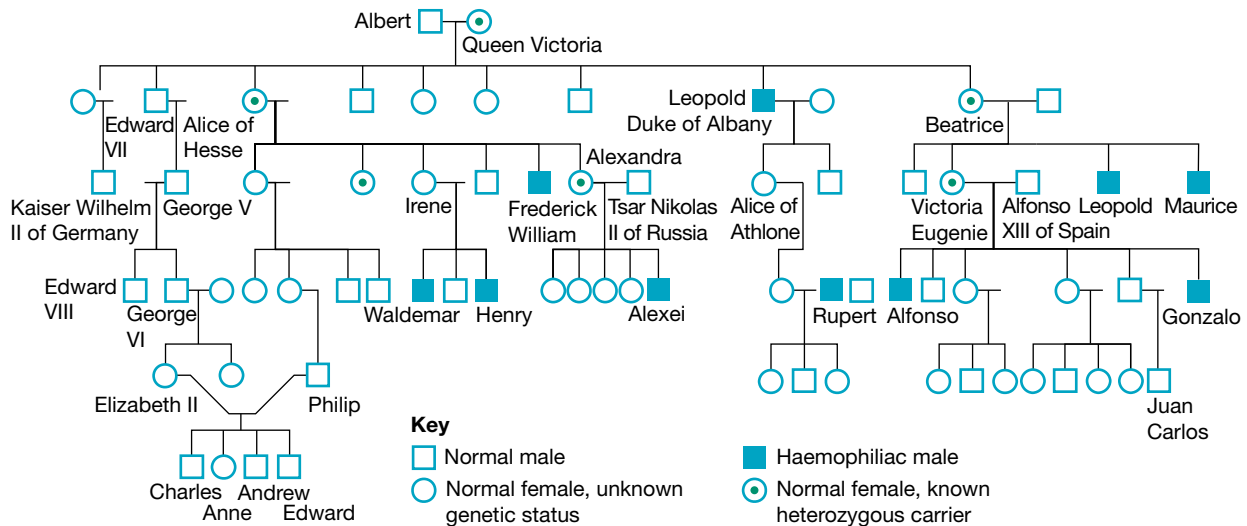 Albert
Queen Victoria
Edward
VII
Alice of
Hesse
Leopold
Duke of Albany
Beatrice
Kaiser Wilhelm
II of Germany
George V
Irene
Frederick
William
Alexandra
Tsar Nikolas
II of Russia
Alice of
Athlone
Victoria
Eugenie
Alfonso
XIII of Spain
Leopold
Maurice
Edward
VIII
George
VI
Waldemar
Henry
Alexei
Rupert
Alfonso
Gonzalo
Elizabeth II
Philip
Juan
Carlos
Charles
Anne
Andrew
Edward
Key
Normal male
Normal female, unknown
genetic status
Haemophiliac male
Normal female, known
heterozygous carrier